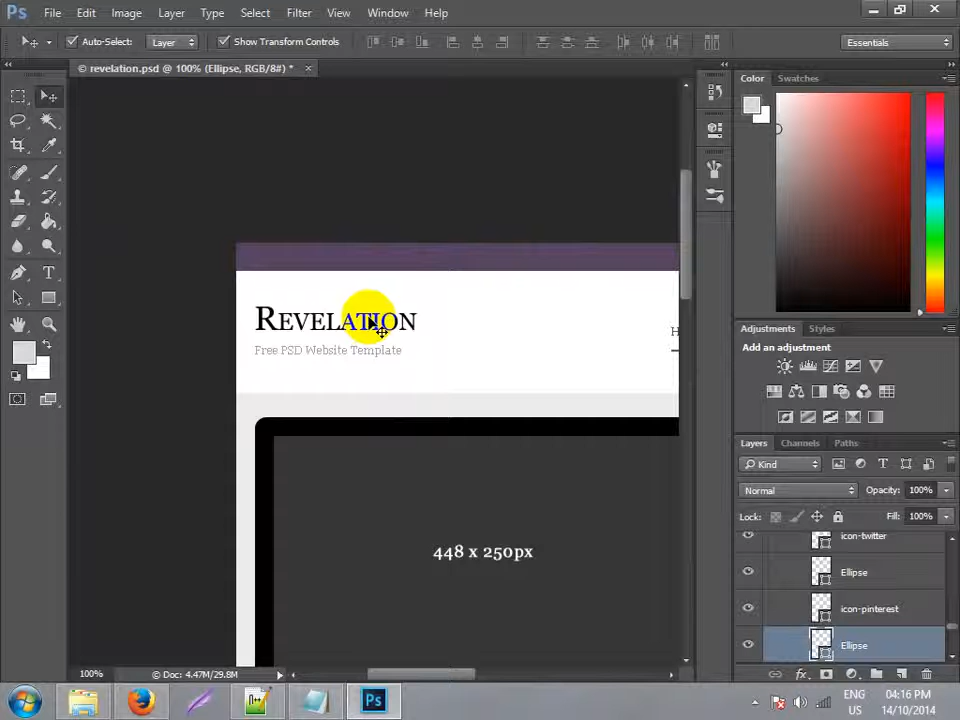 Ps File Edit Image Layer Type Select Filter View Window Help
Auto-Select: Layer Show Transform Controls Essentials
© revelation.psd @ 100% (Ellipse, RGB/8#) * ×
Color Swatches
REVELATION
Free PSD Website Template
H
448 x 250px
Adjustments Styles
Add an adjustment
Layers Channels Paths
Kind
Normal Opacity: 100%
Lock: Fill: 100%
icon-twitter
Ellipse
icon-pinterest
Ellipse
100% © Doc: 4.47M/29.8M
Ps
ENG 04:16 PM
US 14/10/2014